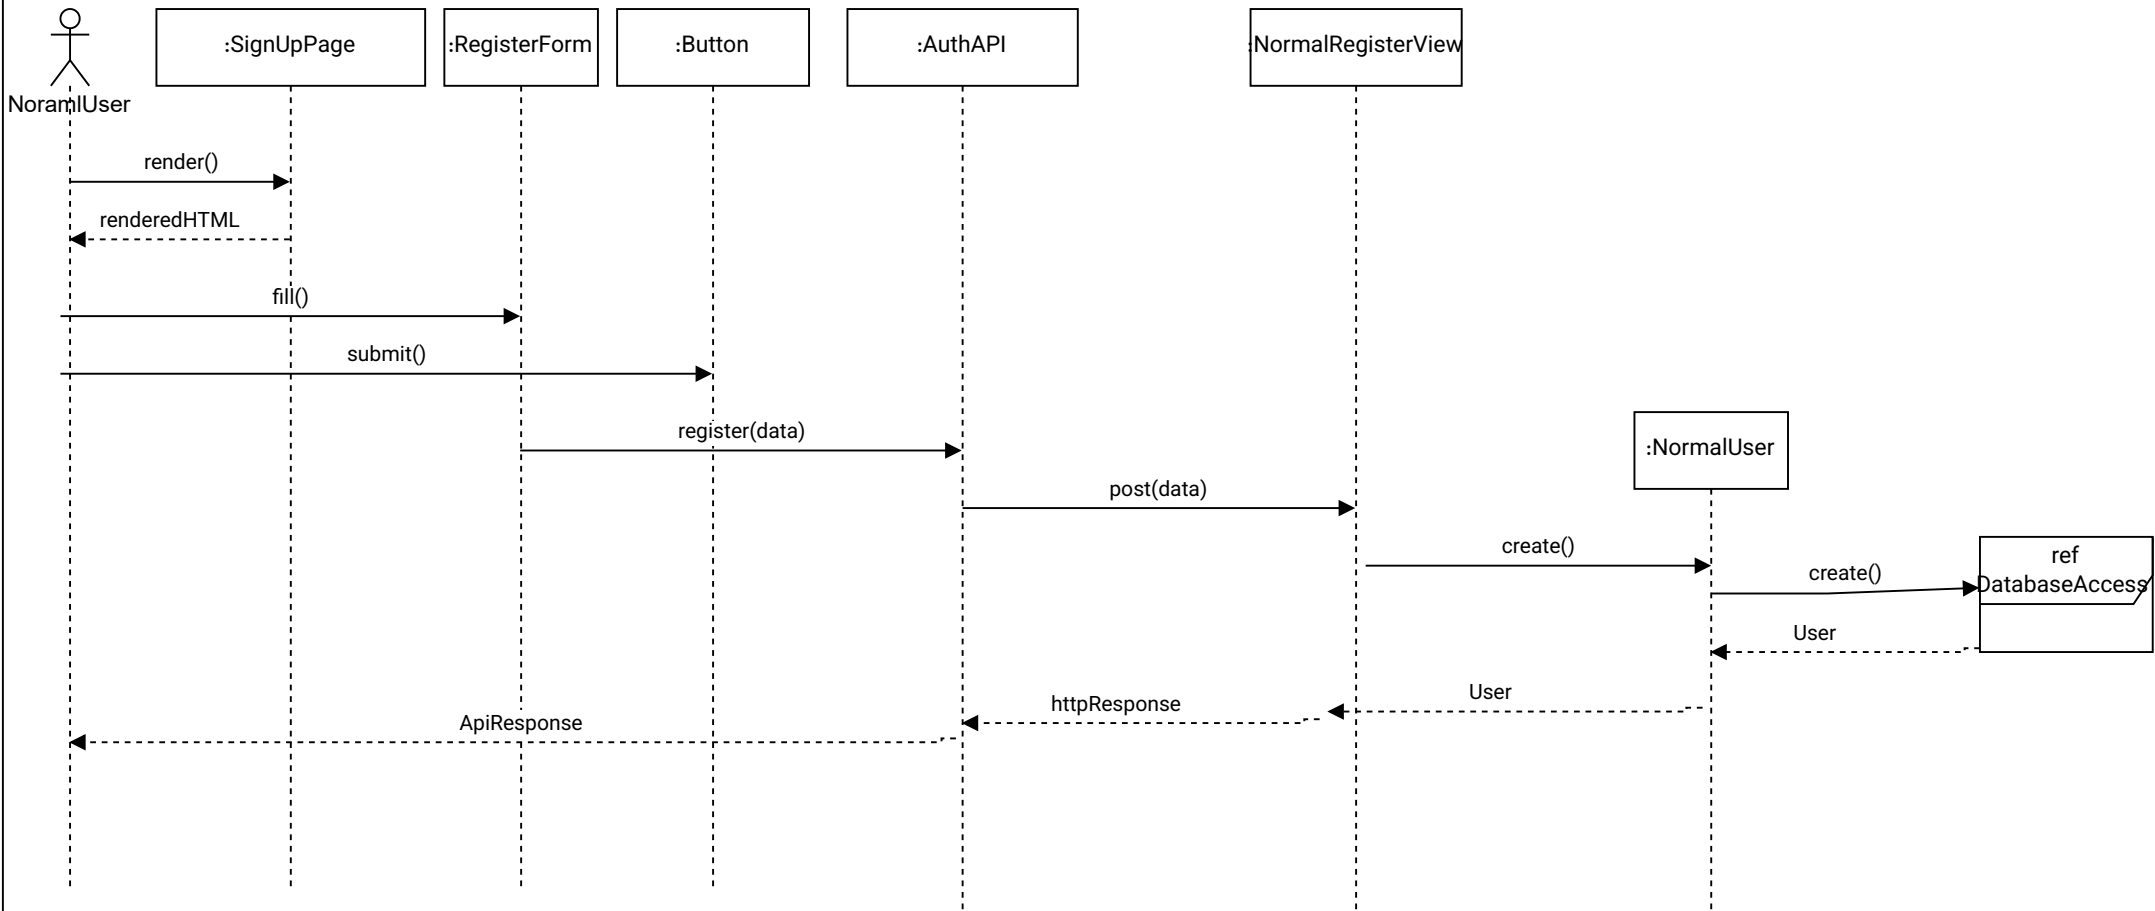 :SignUpPage
:RegisterForm
:Button
:AuthAPI
:NormalRegisterView
NoramlUser
render()
renderedHTML
fill()
submit()
register(data)
:NormalUser
post(data)
create()
ref
DatabaseAccess
create()
User
User
httpResponse
ApiResponse